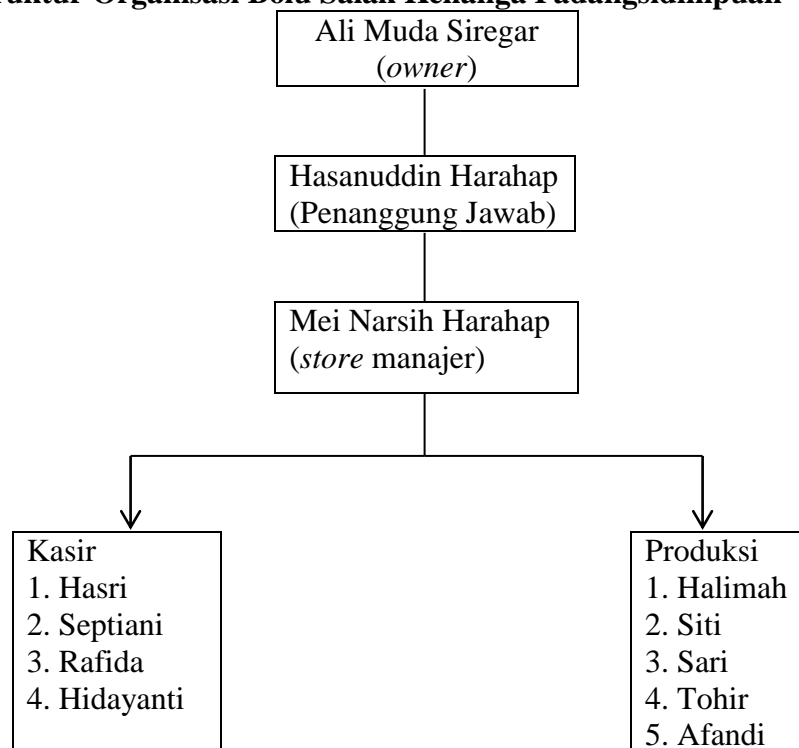 Organisasi Bolu Salak Kenanga Padangsidimpuan
Ali Muda Siregar
(owner)
Hasanuddin Harahap
(Penanggung Jawab)
Mei Narsih Harahap
(store manajer)
Kasir
1. Hasri
2. Septiani
3. Rafida
4. Hidayanti
Produksi
1. Halimah
2. Siti
3. Sari
4. Tohir
5. Afandi